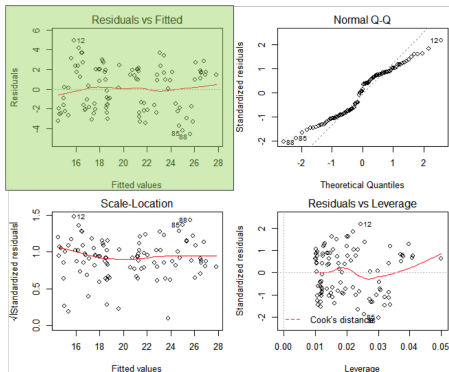 Residuals vs Fitted
Residuals
6
4
2
0
-2
-4
12
85
88
16 18 20 22 24 26 28
Fitted values
Normal Q-Q
Standardized residuals
2
1
0
-1
-2
12
85
88
-2 -1 0 1 2
Theoretical Quantiles
Scale-Location
√|Standardized residuals|
1.5
1.0
0.5
0.0
12
85
88
16 18 20 22 24 26 28
Fitted values
Residuals vs Leverage
Standardized residuals
2
1
0
-1
-2
12
85
Cook's distance
0.00 0.01 0.02 0.03 0.04 0.05
Leverage